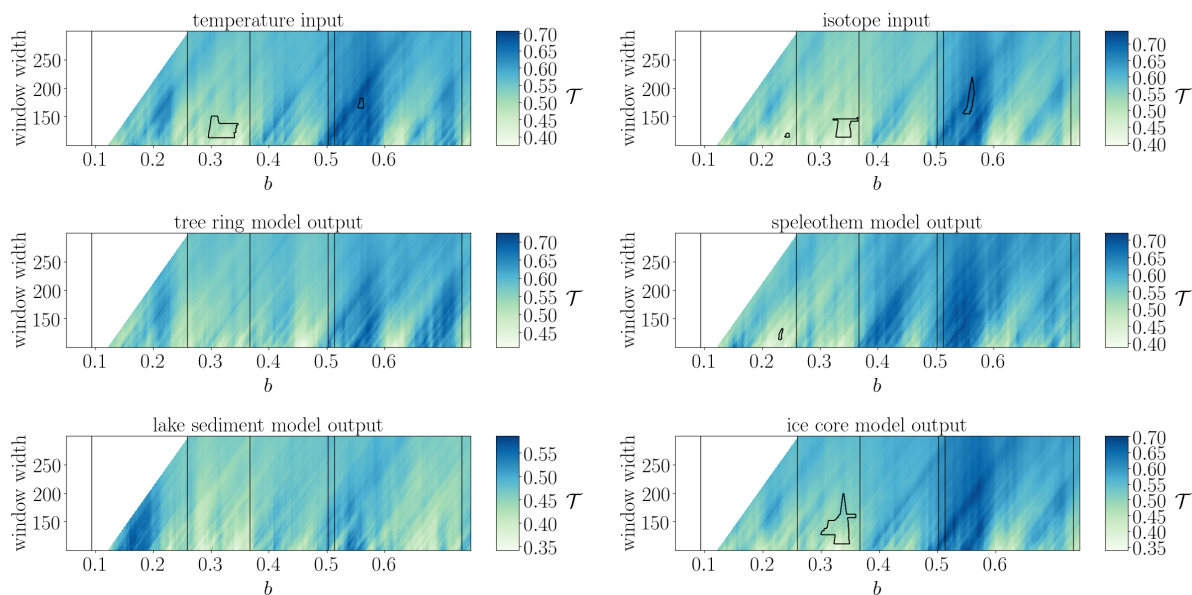 temperature input
window width
250
200
150
0.1 0.2 0.3 0.4 0.5 0.6
b
0.70
0.65
0.60
0.55
0.50
0.45
0.40
𝒯
isotope input
window width
250
200
150
0.1 0.2 0.3 0.4 0.5 0.6
b
0.70
0.65
0.60
0.55
0.50
0.45
0.40
𝒯
tree ring model output
window width
250
200
150
0.1 0.2 0.3 0.4 0.5 0.6
b
0.70
0.65
0.60
0.55
0.50
0.45
𝒯
speleothem model output
window width
250
200
150
0.1 0.2 0.3 0.4 0.5 0.6
b
0.70
0.65
0.60
0.55
0.50
0.45
0.40
𝒯
lake sediment model output
window width
250
200
150
0.1 0.2 0.3 0.4 0.5 0.6
b
0.55
0.50
0.45
0.40
0.35
𝒯
ice core model output
window width
250
200
150
0.1 0.2 0.3 0.4 0.5 0.6
b
0.70
0.65
0.60
0.55
0.50
0.45
0.40
0.35
𝒯